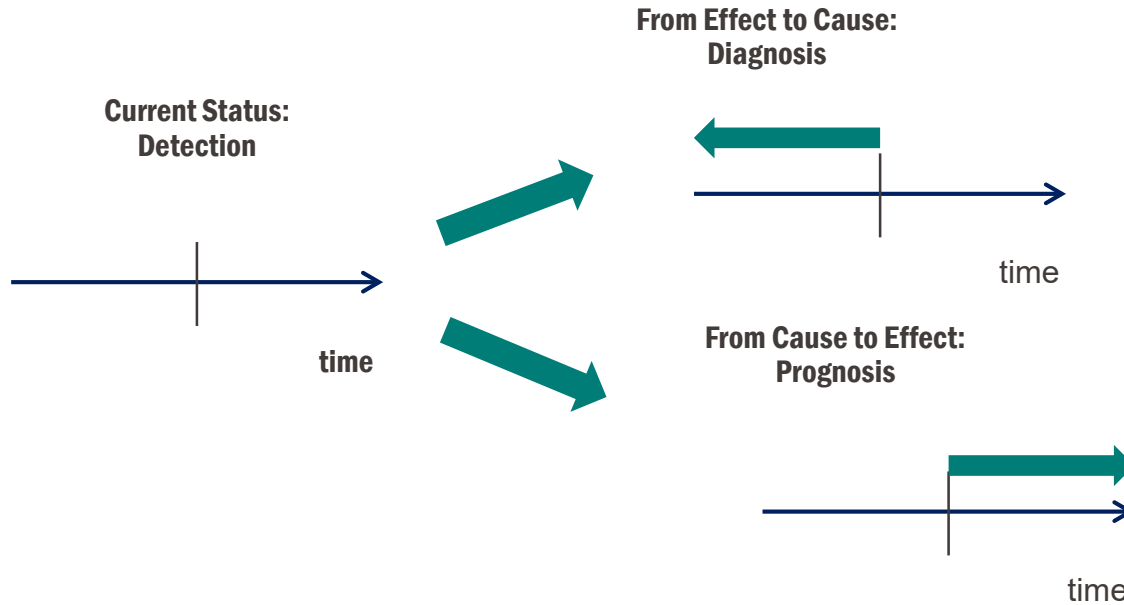 Current Status:
Detection
time
From Effect to Cause:
Diagnosis
time
From Cause to Effect:
Prognosis
time